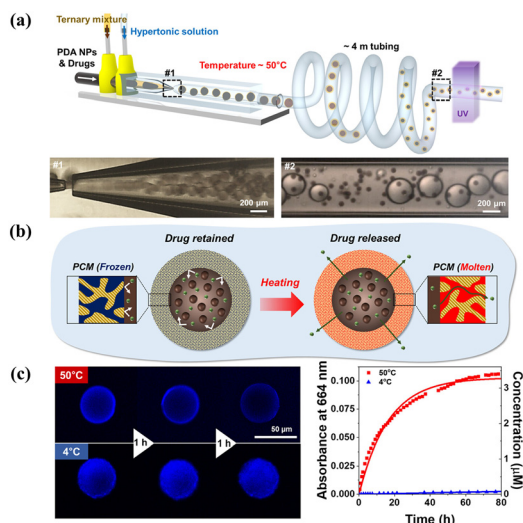 (a)
Ternary mixture
Hypertonic solution
PDA NPs
& Drugs
#1
Temperature ~ 50°C
~ 4 m tubing
#2
UV
#1
200 μm
#2
200 μm
(b)
Drug retained
Drug released
PCM (Frozen)
Heating
PCM (Molten)
(c)
50°C
1 h
1 h
50 μm
4°C
50°C
4°C
Absorbance at 664 nm
0.100
0.075
0.050
0.025
0.000
3
2
1
0
Concentration (μM)
0
20
40
60
80
Time (h)